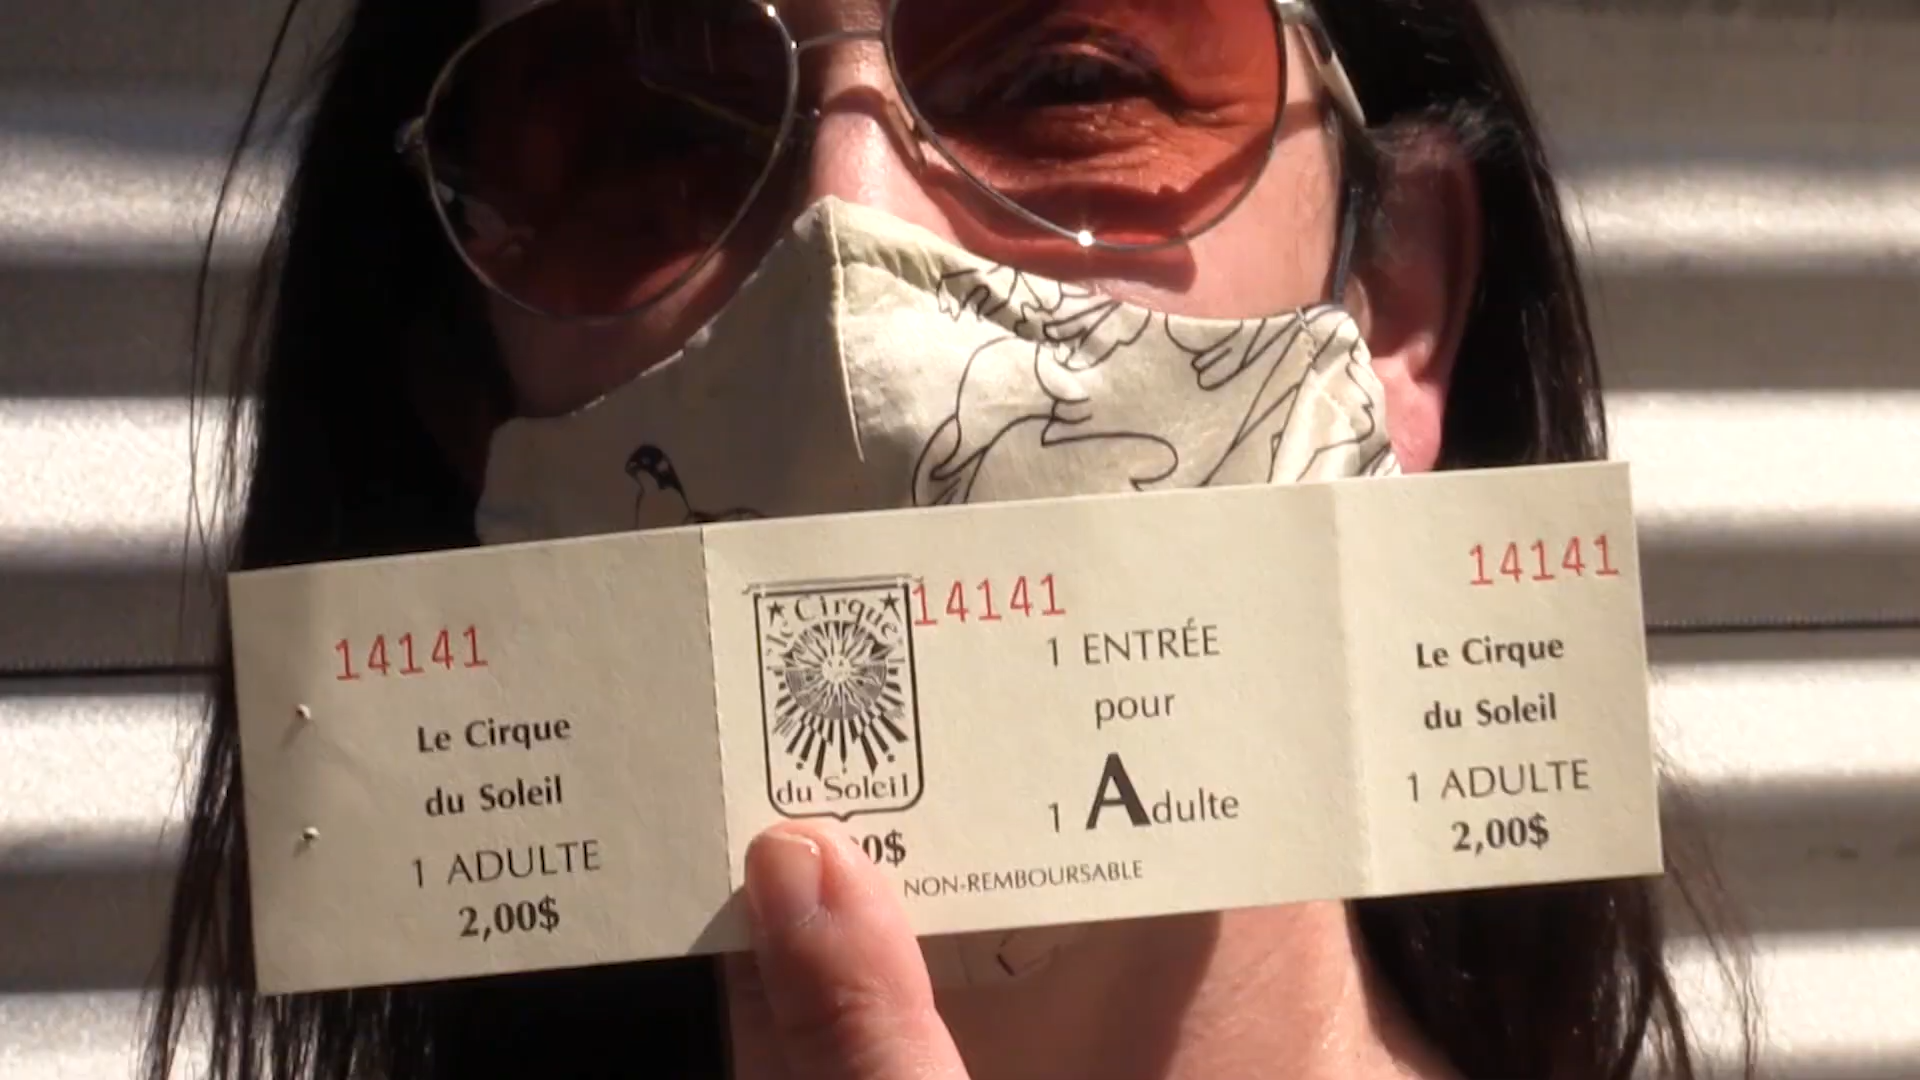 14141
Le Cirque
du Soleil
1 ADULTE
2,00$
le Cirque
du Soleil
14141
1 ENTRÉE
pour
1 Adulte
NON-REMBOURSABLE
14141
Le Cirque
du Soleil
1 ADULTE
2,00$